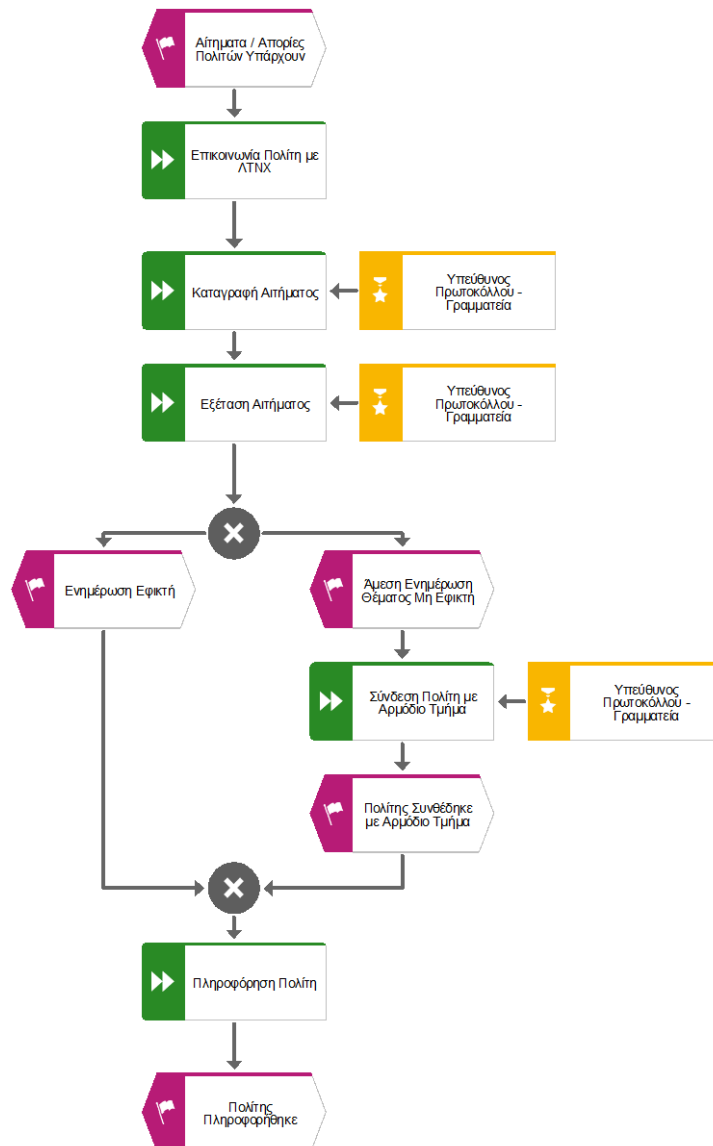 Αίτηματα / Απορίες
Πολιτών Υπάρχουν
Επικοινωνία Πολίτη με
ΛΤΝΧ
Καταγραφή Αιτήματος
Υπεύθυνος
Πρωτοκόλλου -
Γραμματεία
Εξέταση Αιτήματος
Υπεύθυνος
Πρωτοκόλλου -
Γραμματεία
Ενημέρωση Εφικτή
Άμεση Ενημέρωση
Θέματος Μη Εφικτή
Σύνδεση Πολίτη με
Αρμόδιο Τμήμα
Υπεύθυνος
Πρωτοκόλλου -
Γραμματεία
Πολίτης Συνθέδηκε
με Αρμόδιο Τμήμα
Πληροφόρηση Πολίτη
Πολίτης
Πληροφορήθηκε